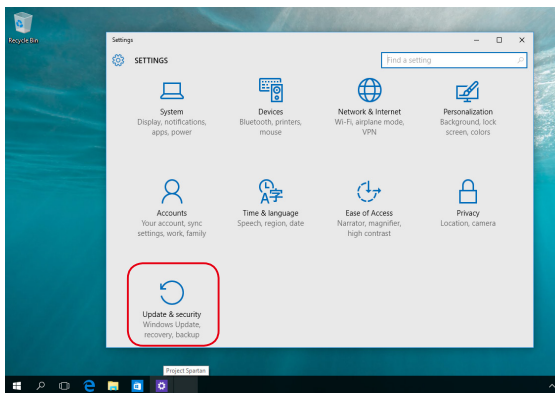 Recycle Bin
Settings
SETTINGS
Find a setting
System
Display, notifications,
apps, power
Devices
Bluetooth, printers,
mouse
Network & Internet
Wi-Fi, airplane mode,
VPN
Personalization
Background, lock
screen, colors
Accounts
Your account, sync
settings, work, family
Time & language
Speech, region, date
Ease of Access
Narrator, magnifier,
high contrast
Privacy
Location, camera
Update & security
Windows Update,
recovery, backup
Project Spartan